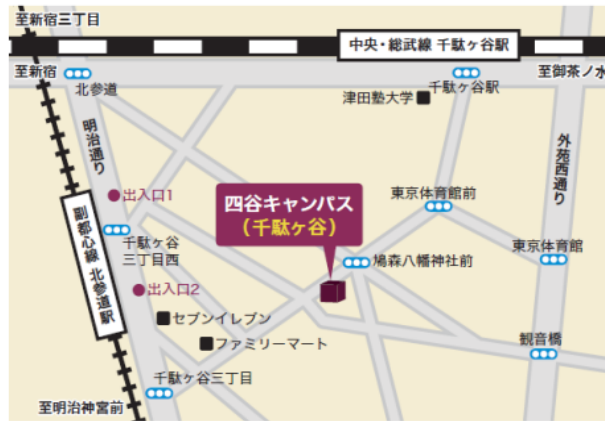 至新宿三丁目
中央・総武線 千駄ヶ谷駅
至新宿
北参道
千駄ヶ谷駅
至御茶ノ水
津田塾大学
明治通り
外苑西通り
出入口1
四谷キャンパス
（千駄ヶ谷）
東京体育館前
副都心線 北参道駅
千駄ヶ谷
三丁目西
鳩森八幡神社前
東京体育館
出入口2
セブンイレブン
ファミリーマート
観音橋
千駄ヶ谷三丁目
至明治神宮前